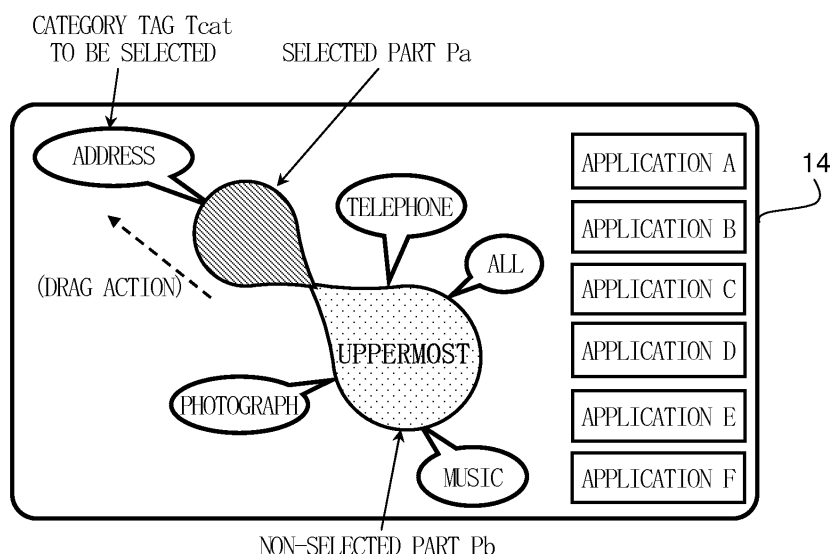 CATEGORY TAG Tcat
TO BE SELECTED
SELECTED PART Pa
ADDRESS
TELEPHONE
ALL
(DRAG ACTION)
UPPERMOST
PHOTOGRAPH
MUSIC
APPLICATION A
APPLICATION B
APPLICATION C
APPLICATION D
APPLICATION E
APPLICATION F
14
NON-SELECTED PART Pb